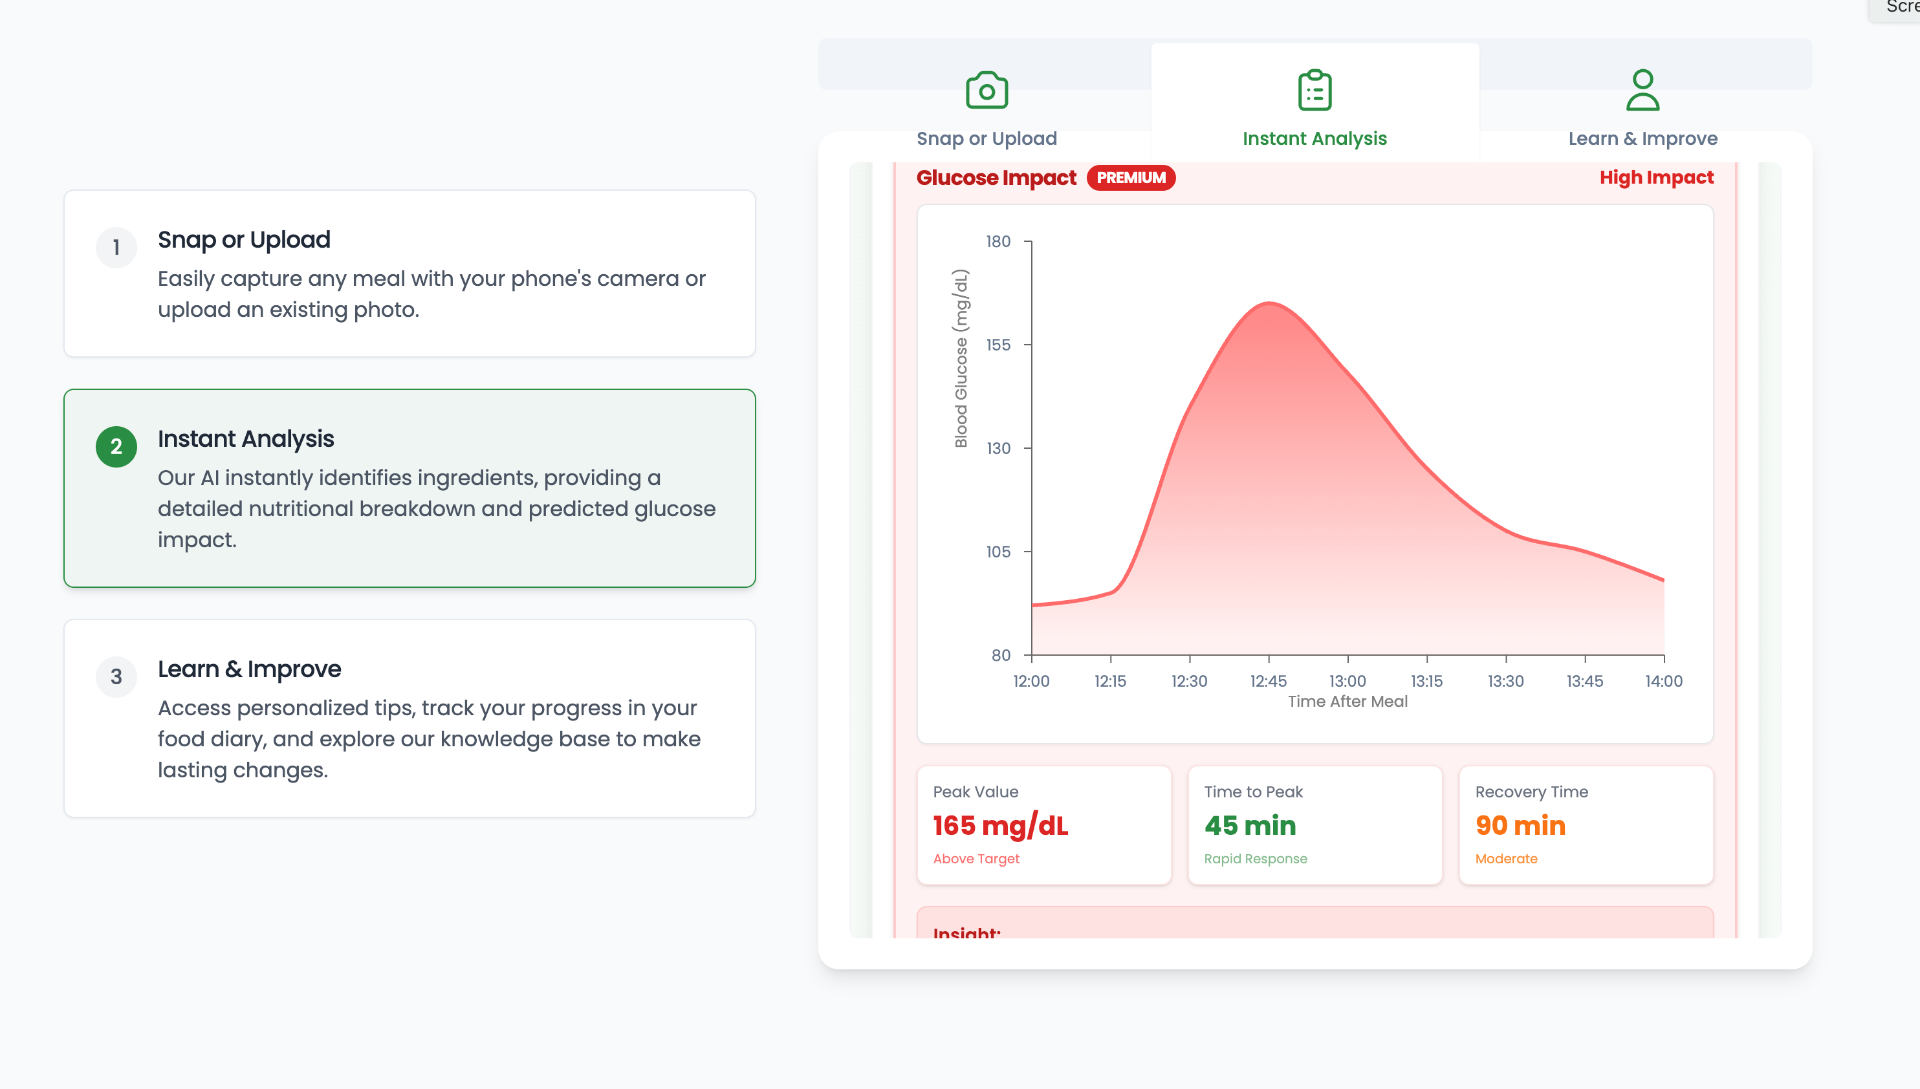 Snap or Upload
Instant Analysis
Learn & Improve
1
Snap or Upload
Easily capture any meal with your phone's camera or
upload an existing photo.
2
Instant Analysis
Our AI instantly identifies ingredients, providing a
detailed nutritional breakdown and predicted glucose
impact.
3
Learn & Improve
Access personalized tips, track your progress in your
food diary, and explore our knowledge base to make
lasting changes.
Glucose Impact PREMIUM High Impact
Blood Glucose (mg/dL)
180
155
130
105
80
12:00 12:15 12:30 12:45 13:00 13:15 13:30 13:45 14:00
Time After Meal
Peak Value
165 mg/dL
Above Target
Time to Peak
45 min
Rapid Response
Recovery Time
90 min
Moderate
Insight: